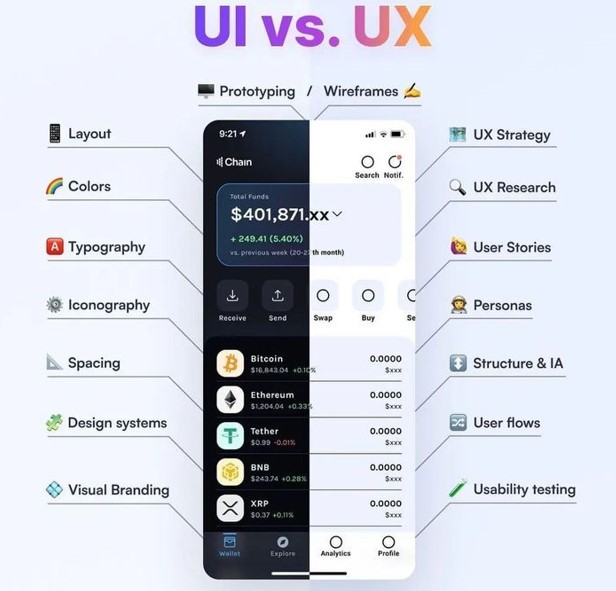 UI vs. UX
Prototyping / Wireframes
Layout
Colors
Typography
Iconography
Spacing
Design systems
Visual Branding
9:21
Chain
Search Notif.
Total Funds
$401,871.xx
+ 249.41 (5.40%)
vs. previous week (20-2 th month)
Receive Send Swap Buy Se
Bitcoin 0.0000
$16,843.04 +0.10% $xxx
Ethereum 0.0000
$1,204.04 +0.33% $xxx
Tether 0.0000
$0.99 -0.01% $xxx
BNB 0.0000
$243.74 +0.28% $xxx
XRP 0.0000
$0.37 +0.11% $xxx
Wallet Explore Analytics Profile
UX Strategy
UX Research
User Stories
Personas
Structure & IA
User flows
Usability testing